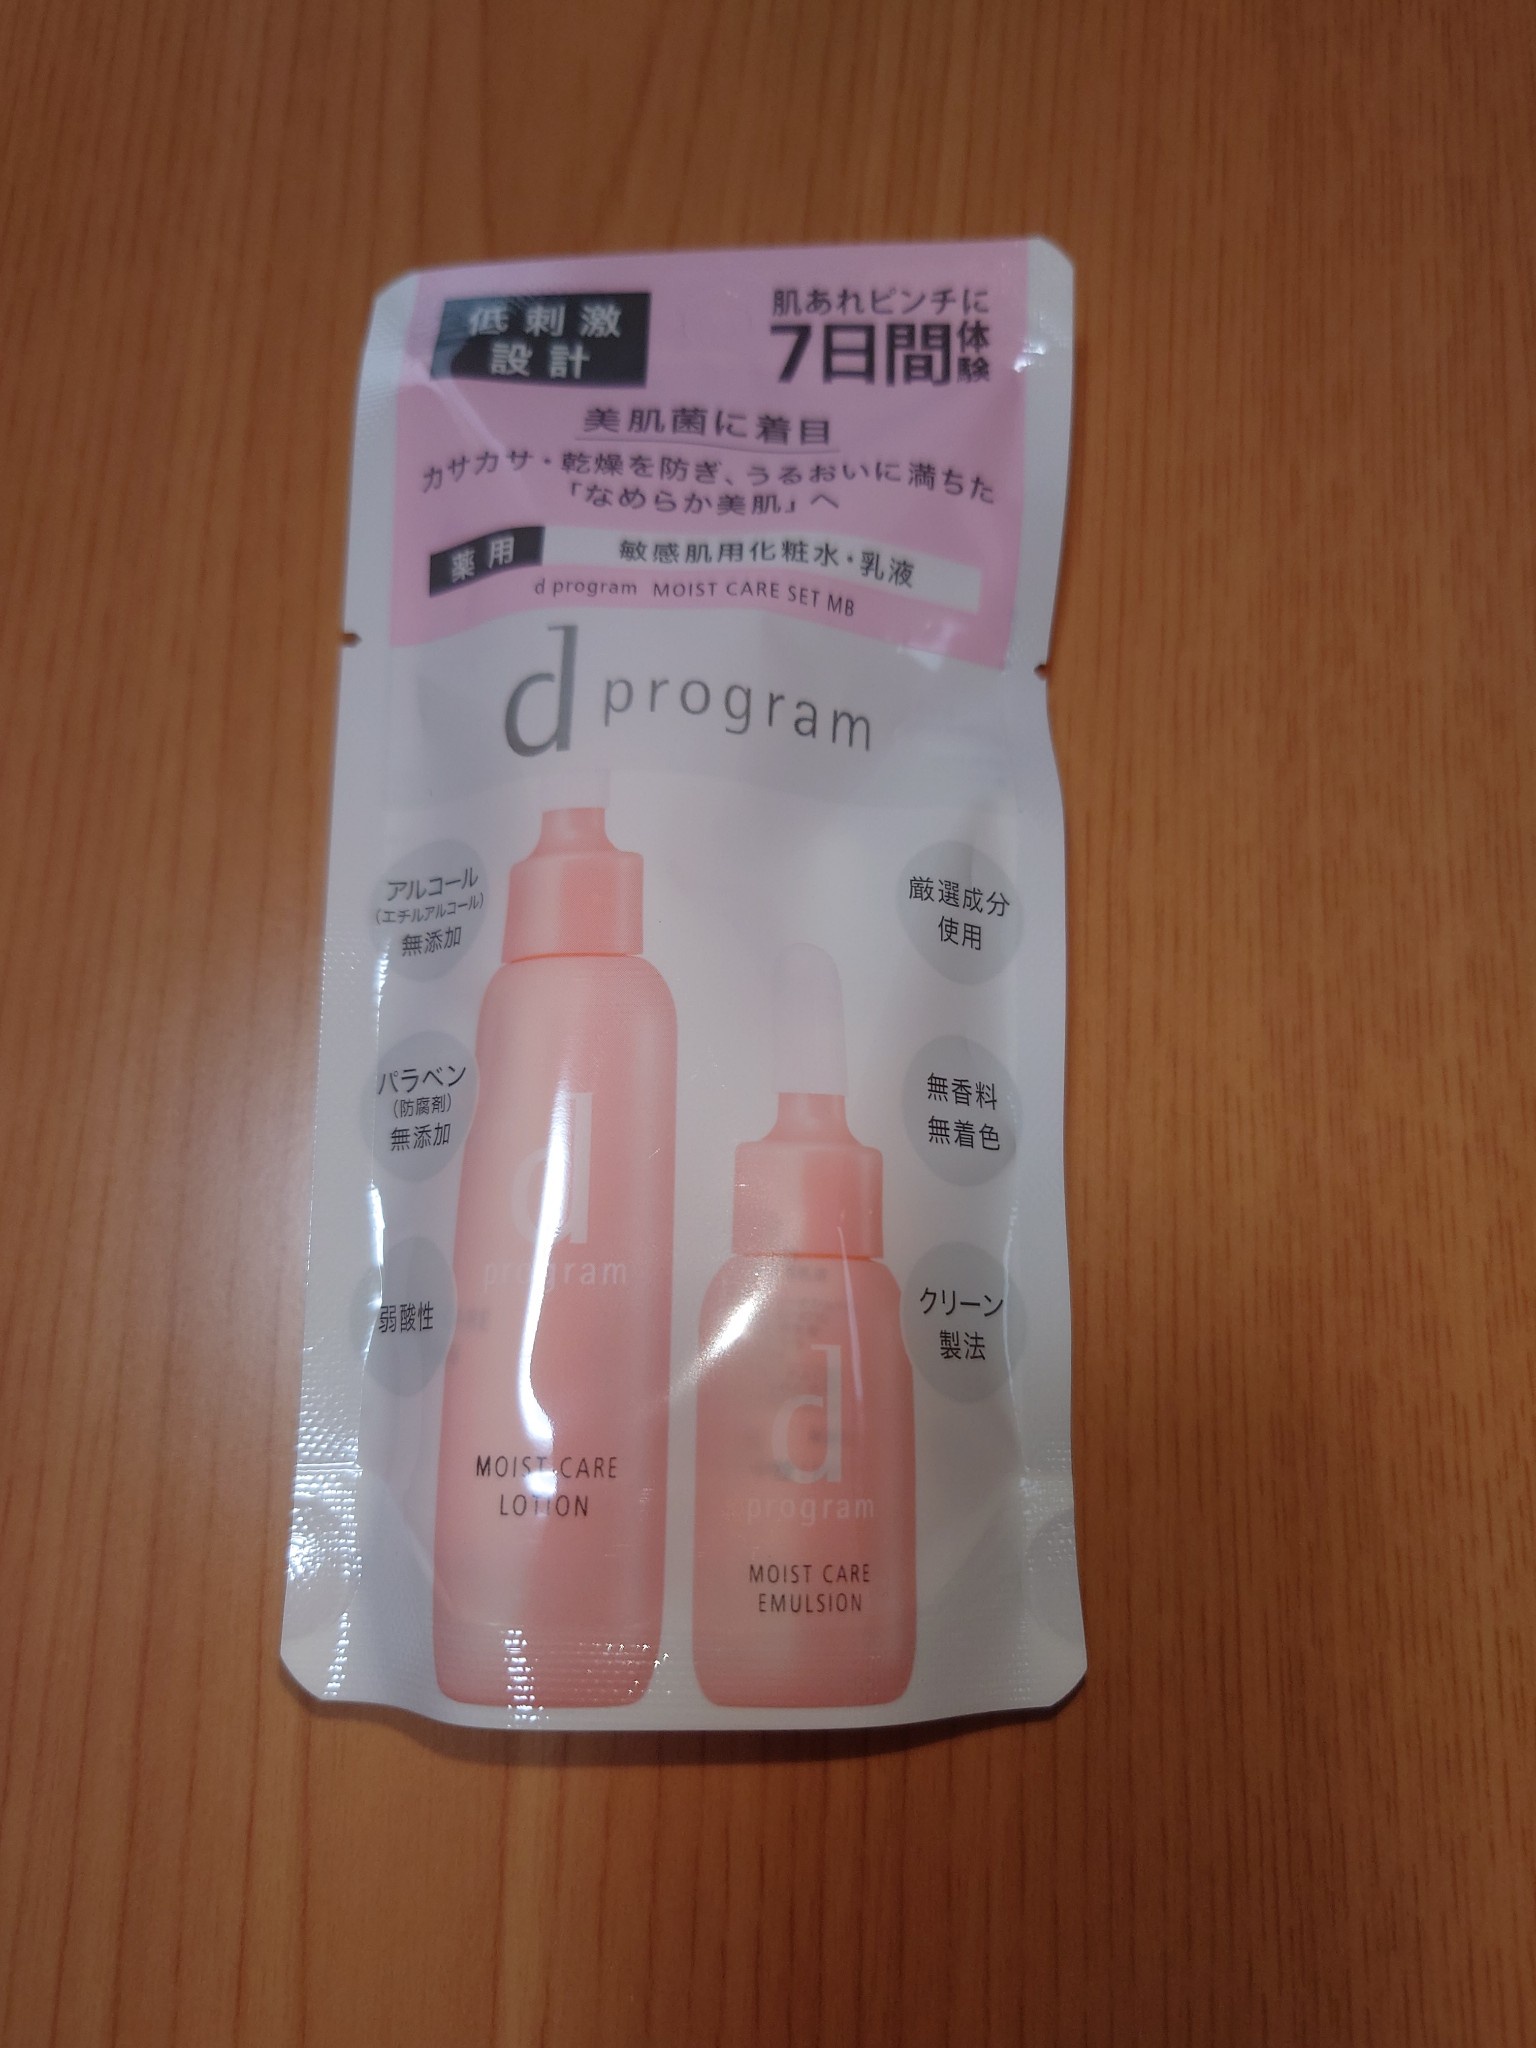 低刺激
設計
肌あれピンチに
7日間体験
美肌菌に着目
カサカサ・乾燥を防ぎ、うるおいに満ちた
「なめらか美肌」へ
薬用 敏感肌用化粧水・乳液
d program MOIST CARE SET MB
d program
アルコール
(エチルアルコール)
無添加
厳選成分
使用
パラベン
(防腐剤)
無添加
無香料
無着色
弱酸性
クリーン
製法
d
program
MOIST CARE
LOTION
d
program
MOIST CARE
EMULSION